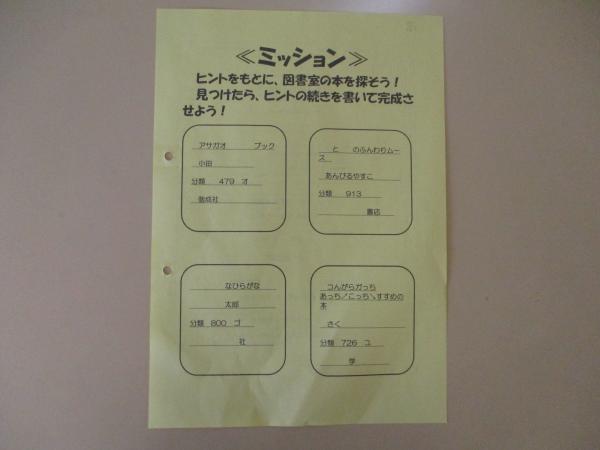 ≪ミッション≫
ヒントをもとに、図書室の本を探そう！
見つけたら、ヒントの続きを書いて完成さ
せよう！
アサガオ　　　ブック
小田
分類　479　オ
偕成社
と　のふんわりムー
ス
あんびるやすこ
分類　913
書店
なひらがな
太郎
分類　800　ゴ
社
コんガらガっち
あっち／こっち＼すすめの
本
さく
分類　726　ユ
学